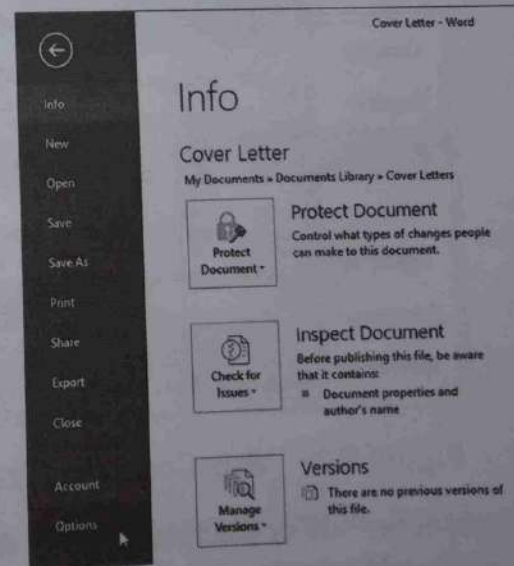 Cover Letter - Word
Info
New
Open
Save
Save As
Print
Share
Export
Close
Account
Options
Info
Cover Letter
My Documents » Documents Library » Cover Letters
Protect
Document
Protect Document
Control what types of changes people
can make to this document.
Check for
Issues
Inspect Document
Before publishing this file, be aware
that it contains:
Document properties and
author's name
Manage
Versions
Versions
There are no previous versions of
this file.